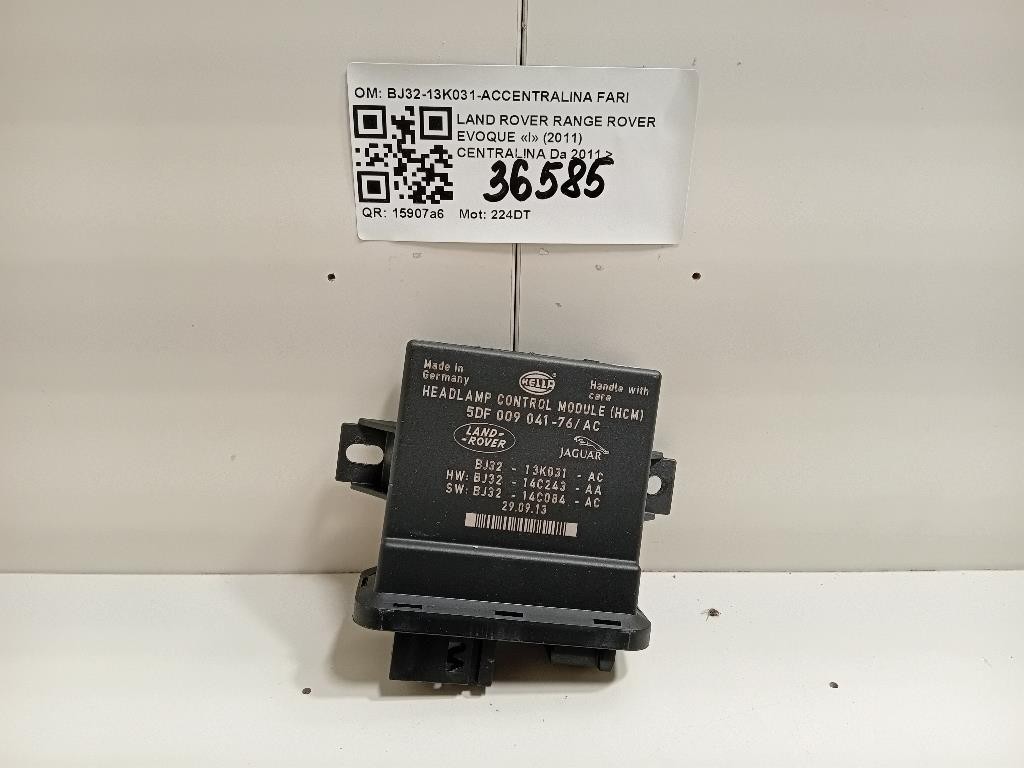 OM: BJ32-13K031-ACCENTRALINA FARI
LAND ROVER RANGE ROVER
EVOQUE «I» (2011)
CENTRALINA Da 2011 >
36585
QR: 15907a6 Mot: 224DT
Made in
Germany
HELLA
Handle with
care
HEADLAMP CONTROL MODULE (HCM)
5DF 009 041-76/AC
LAND-
-ROVER
JAGUAR
BJ32 - 13K031 - AC
HW: BJ32 - 14C243 - AA
SW: BJ32 - 14C084 - AC
29.09.13